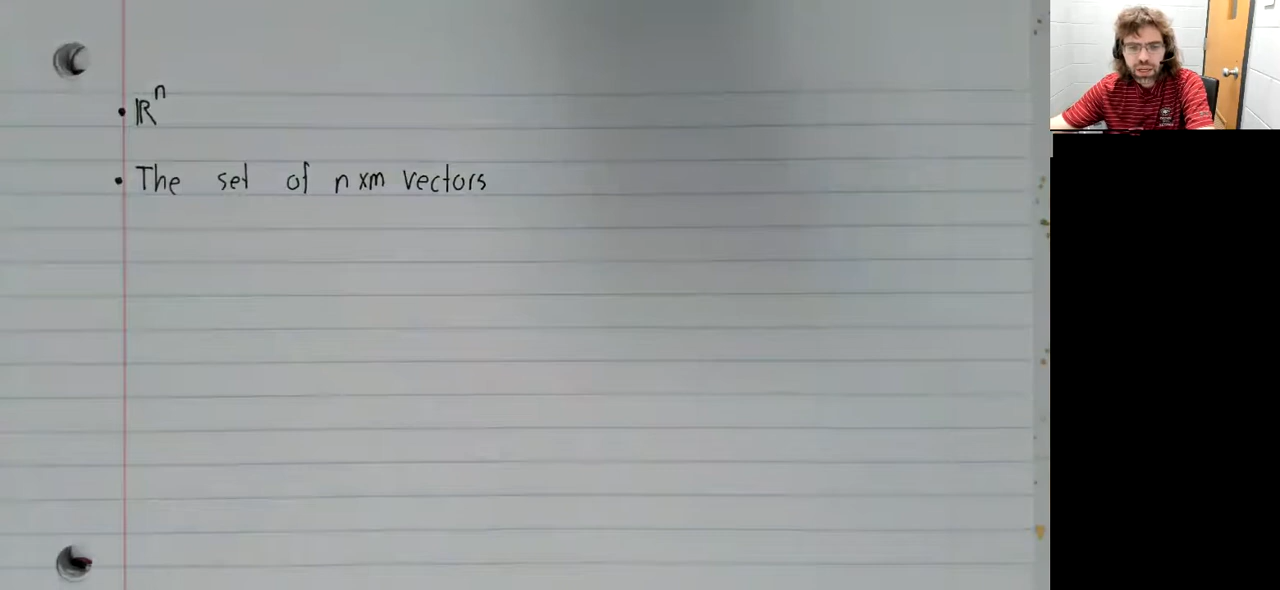 • ℝⁿ
• The set of n×m vectors